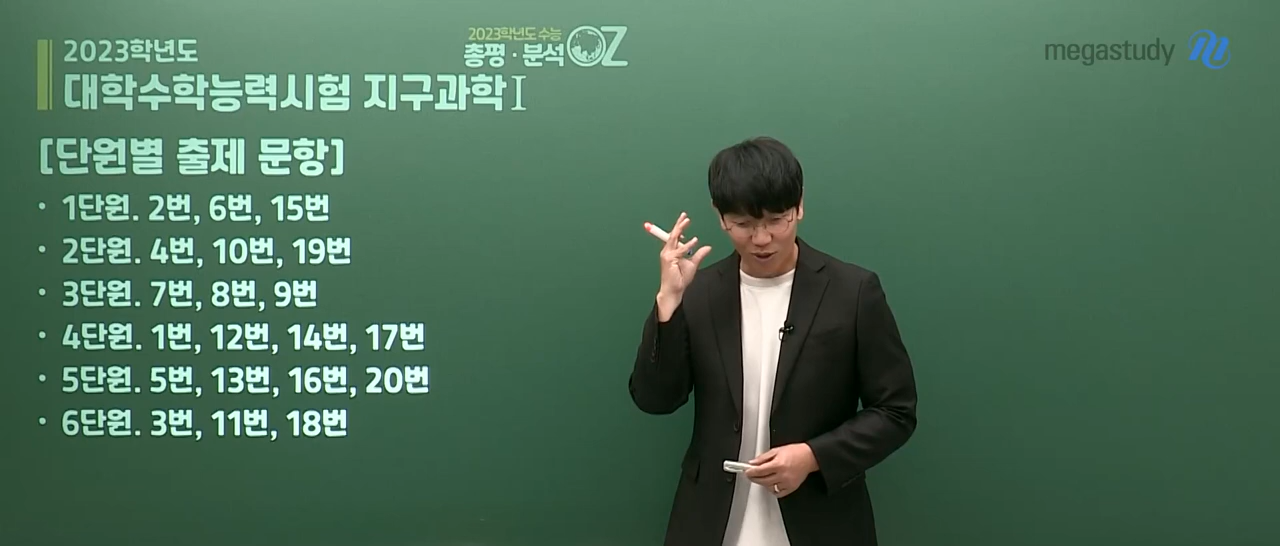 2023학년도
대학수학능력시험 지구과학I
2023학년도 수능
총평·분석OZ
megastudy
[단원별 출제 문항]
• 1단원. 2번, 6번, 15번
• 2단원. 4번, 10번, 19번
• 3단원. 7번, 8번, 9번
• 4단원. 1번, 12번, 14번, 17번
• 5단원. 5번, 13번, 16번, 20번
• 6단원. 3번, 11번, 18번